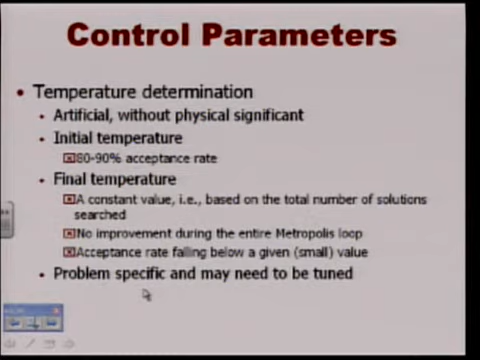 Control Parameters
• Temperature determination
• Artificial, without physical significant
• Initial temperature
80-90% acceptance rate
• Final temperature
A constant value, i.e., based on the total number of solutions
searched
No improvement during the entire Metropolis loop
Acceptance rate falling below a given (small) value
• Problem specific and may need to be tuned